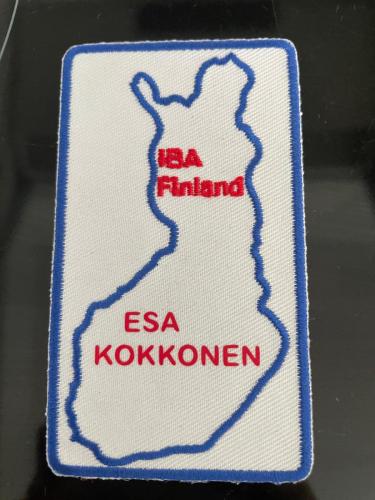 IBA
Finland
ESA
KOKKONEN